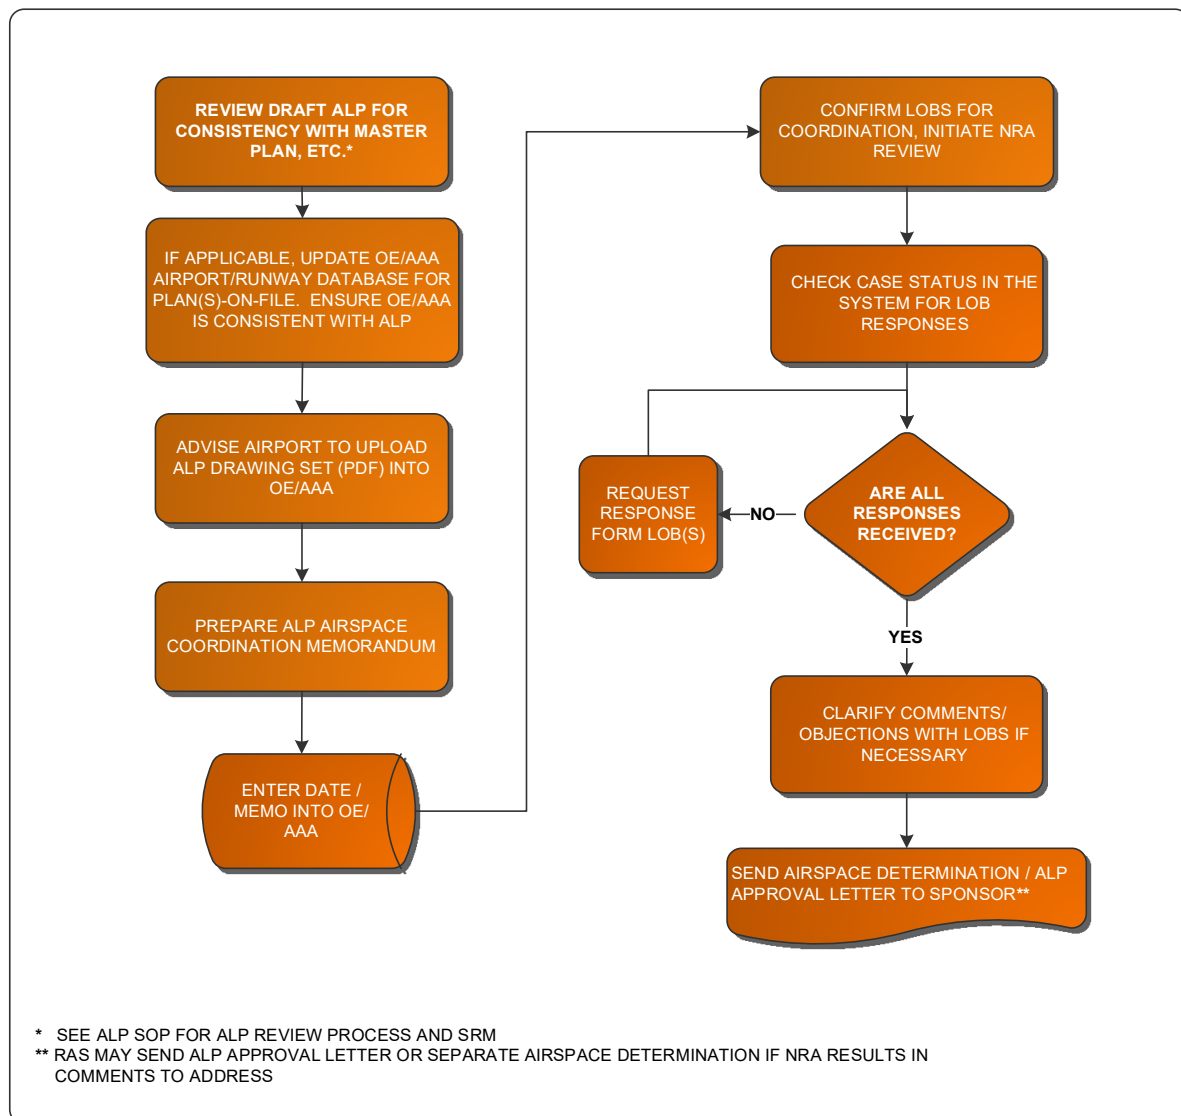 REVIEW DRAFT ALP FOR
CONSISTENCY WITH MASTER
PLAN, ETC.*
IF APPLICABLE, UPDATE OE/AAA
AIRPORT/RUNWAY DATABASE FOR
PLAN(S)-ON-FILE.  ENSURE OE/AAA
IS CONSISTENT WITH ALP
ADVISE AIRPORT TO UPLOAD
ALP DRAWING SET (PDF) INTO
OE/AAA
PREPARE ALP AIRSPACE
COORDINATION MEMORANDUM
ENTER DATE /
MEMO INTO OE/
AAA
CONFIRM LOBS FOR
COORDINATION, INITIATE NRA
REVIEW
CHECK CASE STATUS IN THE
SYSTEM FOR LOB
RESPONSES
ARE ALL
RESPONSES
RECEIVED?
NO
REQUEST
RESPONSE
FORM LOB(S)
YES
CLARIFY COMMENTS/
OBJECTIONS WITH LOBS IF
NECESSARY
SEND AIRSPACE DETERMINATION / ALP
APPROVAL LETTER TO SPONSOR**
* SEE ALP SOP FOR ALP REVIEW PROCESS AND SRM
** RAS MAY SEND ALP APPROVAL LETTER OR SEPARATE AIRSPACE DETERMINATION IF NRA RESULTS IN
COMMENTS TO ADDRESS